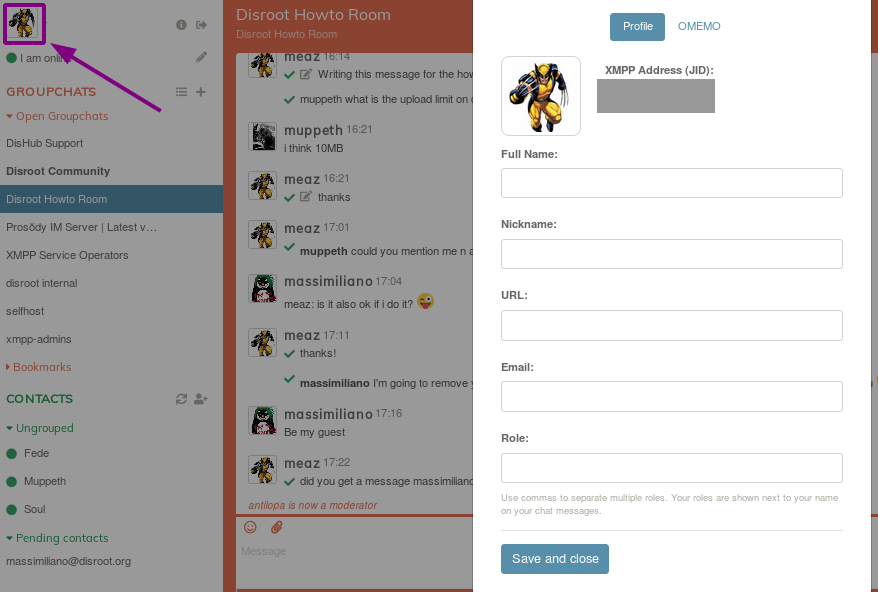 I am onli
GROUPCHATS
Open Groupchats
DisHub Support
Disroot Community
Disroot Howto Room
Prosŏdy IM Server | Latest v…
XMPP Service Operators
disroot internal
selfhost
xmpp-admins
Bookmarks
CONTACTS
Ungrouped
Fede
Muppeth
Soul
Pending contacts
massimiliano@disroot.org
Disroot Howto Room
Disroot Howto Room
meaz 16:14
Writing this message for the how
muppeth what is the upload limit on
muppeth 16:21
i think 10MB
meaz 16:21
thanks
meaz 17:01
muppeth could you mention me n a
massimiliano 17:04
meaz: is it also ok if i do it? 😜
meaz 17:11
thanks!
massimiliano I'm going to remove
massimiliano 17:16
Be my guest
meaz 17:22
did you get a message massimiliano
antilopa is now a moderator
Message
Profile
OMEMO
XMPP Address (JID):
Full Name:
Nickname:
URL:
Email:
Role:
Use commas to separate multiple roles. Your roles are shown next to your name
on your chat messages.
Save and close